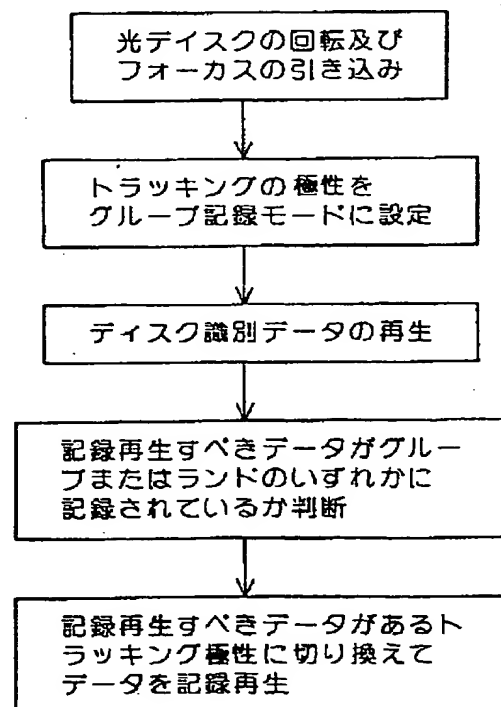 光ディスクの回転及び
フォーカスの引き込み
トラッキングの極性を
グルーブ記録モードに設定
ディスク識別データの再生
記録再生すべきデータがグルー
ブまたはランドのいずれかに
記録されているか判断
記録再生すべきデータがあるト
ラッキング極性に切り換えて
データを記録再生